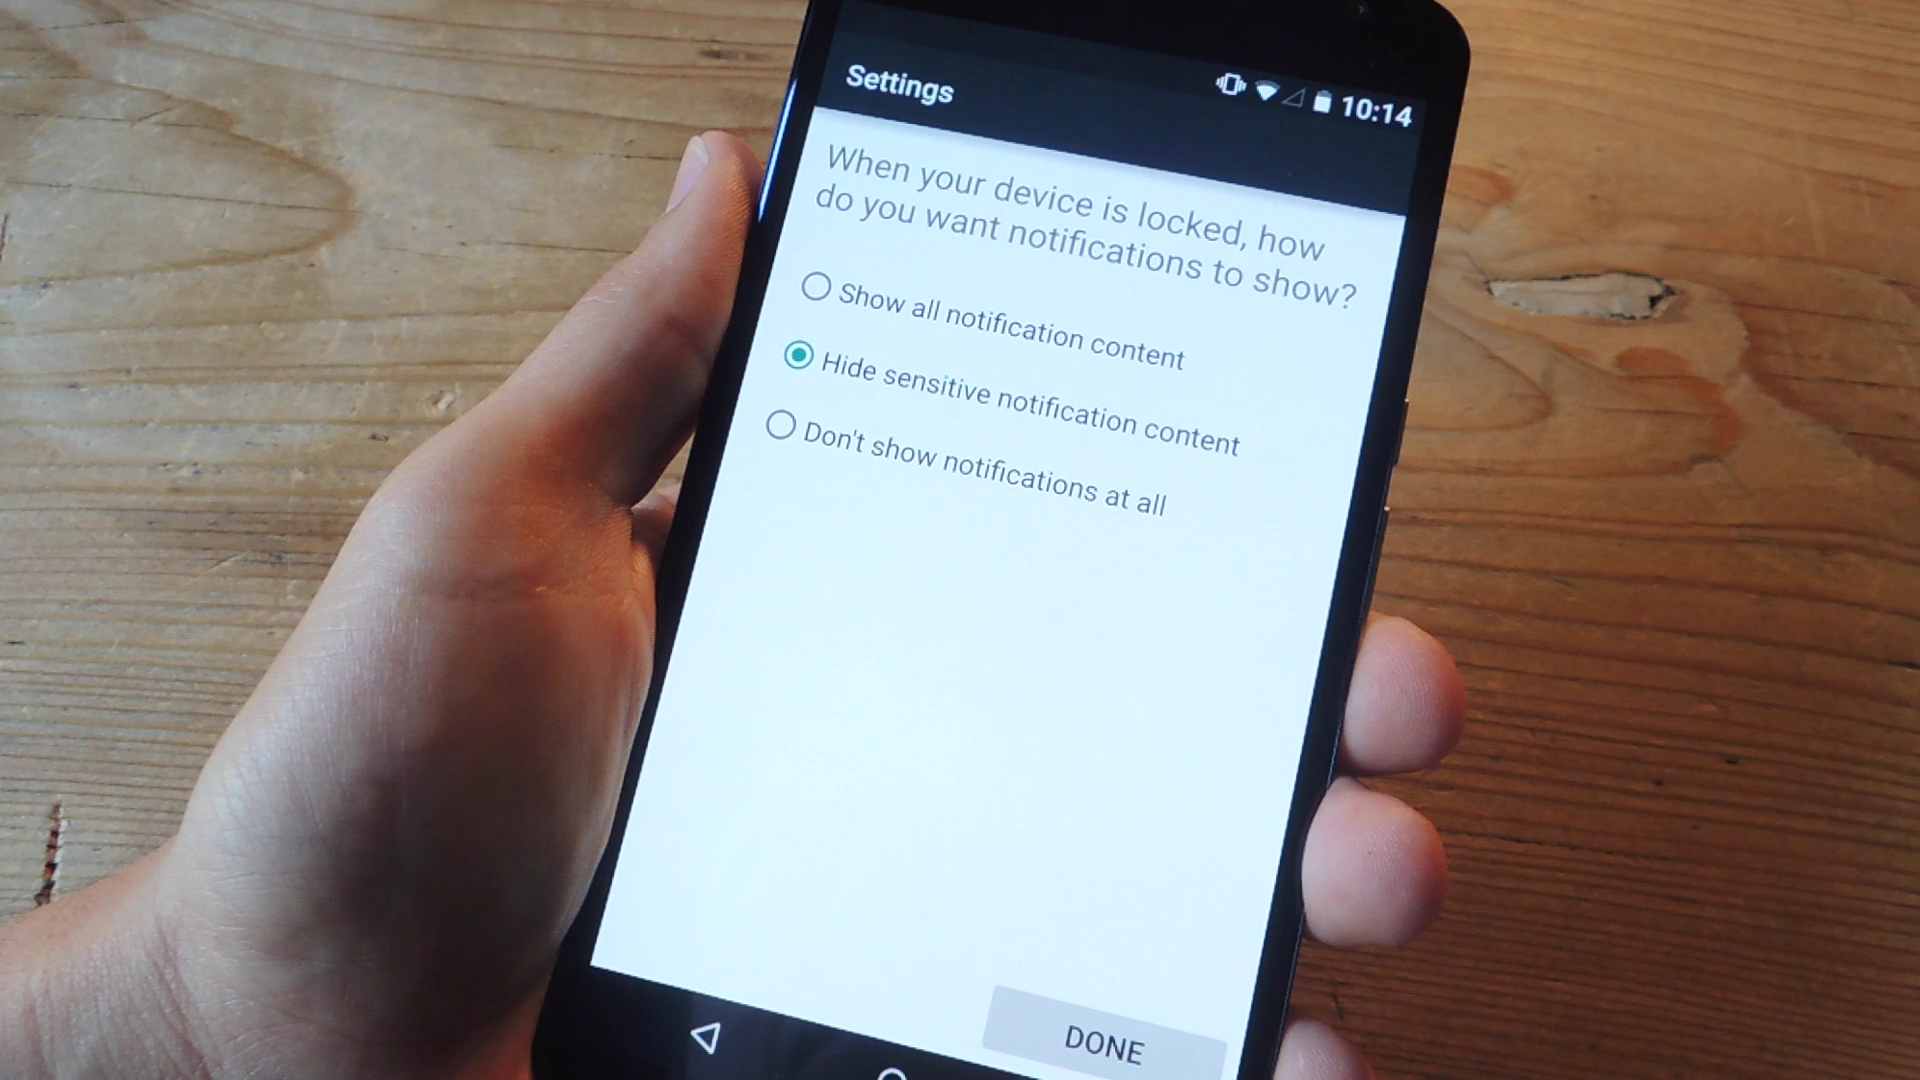 Settings
10:14
When your device is locked, how
do you want notifications to show?
Show all notification content
Hide sensitive notification content
Don't show notifications at all
DONE